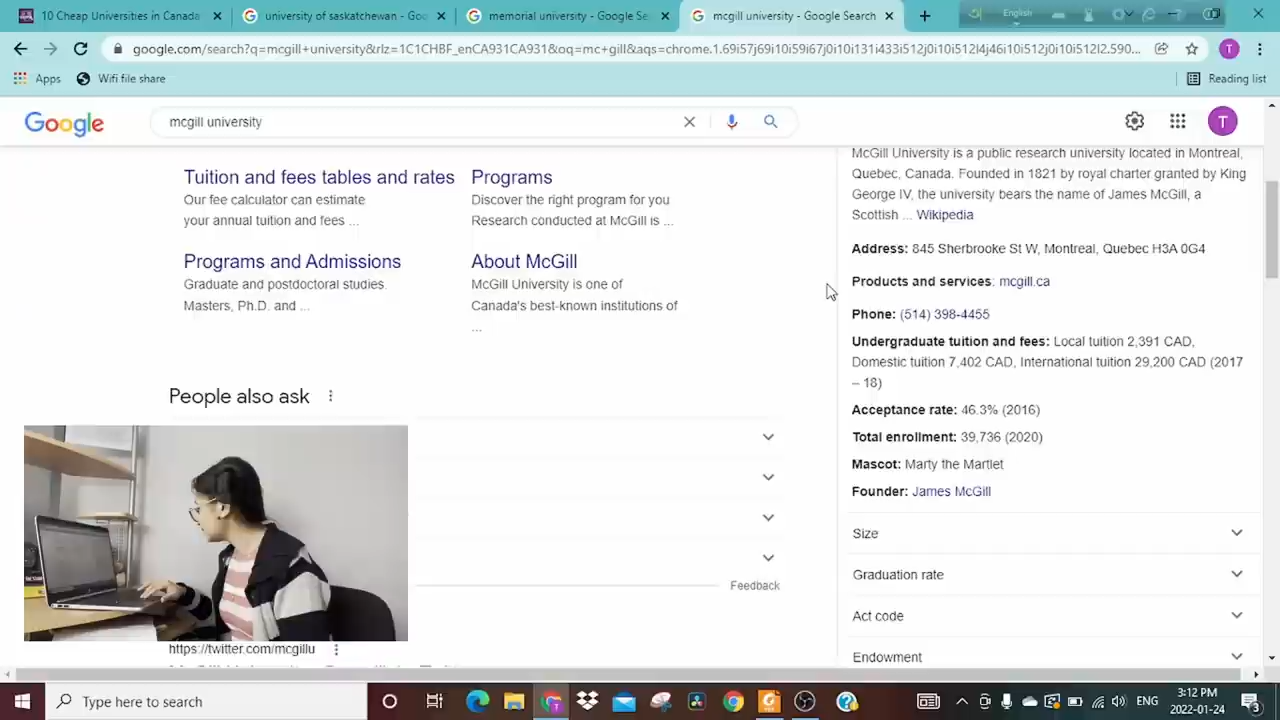 10 Cheap Universities in Canada
university of saskatchewan - Goo
memorial university - Google Sea
mcgill university - Google Search
English
google.com/search?q=mcgill+university&rlz=1C1CHBF_enCA931CA931&oq=mc+gill&aqs=chrome.1.69i57j69i10i59i67j0i10i131i433i512j0i10i512l4j46i10i512j0i10i512l2.590...
T
Apps
Wifi file share
Reading list
Google
mcgill university
T
McGill University is a public research university located in Montreal,
Quebec, Canada. Founded in 1821 by royal charter granted by King
George IV, the university bears the name of James McGill, a
Scottish ... Wikipedia
Tuition and fees tables and rates
Our fee calculator can estimate
your annual tuition and fees ...
Programs
Discover the right program for you
Research conducted at McGill is ...
Programs and Admissions
Graduate and postdoctoral studies.
Masters, Ph.D. and ...
About McGill
McGill University is one of
Canada's best-known institutions of
...
Address: 845 Sherbrooke St W, Montreal, Quebec H3A 0G4
Products and services: mcgill.ca
Phone: (514) 398-4455
Undergraduate tuition and fees: Local tuition 2,391 CAD,
Domestic tuition 7,402 CAD, International tuition 29,200 CAD (2017
– 18)
Acceptance rate: 46.3% (2016)
Total enrollment: 39,736 (2020)
Mascot: Marty the Martlet
Founder: James McGill
Size
Graduation rate
Act code
Endowment
People also ask
Feedback
https://twitter.com/mcgillu
Type here to search
ENG
3:12 PM
2022-01-24